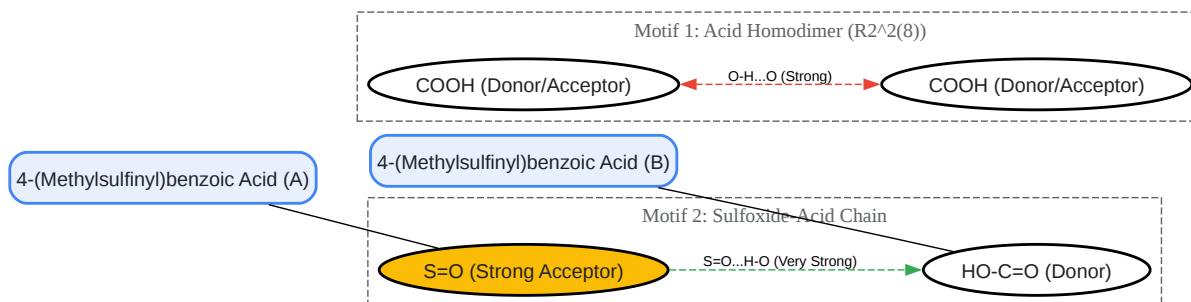 Motif 1: Acid Homodimer (R2^2(8))
COOH (Donor/Acceptor)
O-H...O (Strong)
COOH (Donor/Acceptor)
4-(Methylsulfinyl)benzoic Acid (A)
4-(Methylsulfinyl)benzoic Acid (B)
Motif 2: Sulfoxide-Acid Chain
S=O (Strong Acceptor)
S=O...H-O (Very Strong)
HO-C=O (Donor)